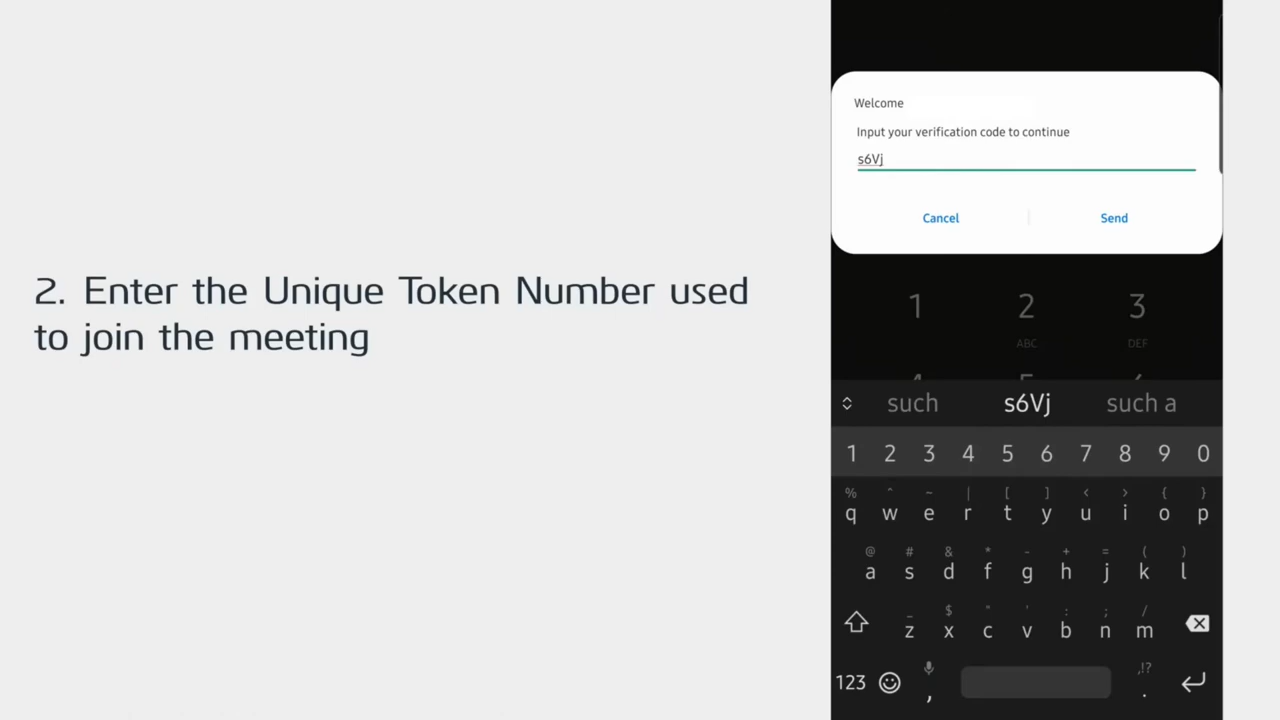 2. Enter the Unique Token Number used
to join the meeting
Welcome
Input your verification code to continue
s6Vj
Cancel
Send
1 2 3
ABC DEF
such s6Vj such a
1 2 3 4 5 6 7 8 9 0
% ^ ~ | [ ] < > { }
q w e r t y u i o p
@ # & * - + = ( )
a s d f g h j k l
_ $ " ' : ; /
z x c v b n m
,!?
123 , .